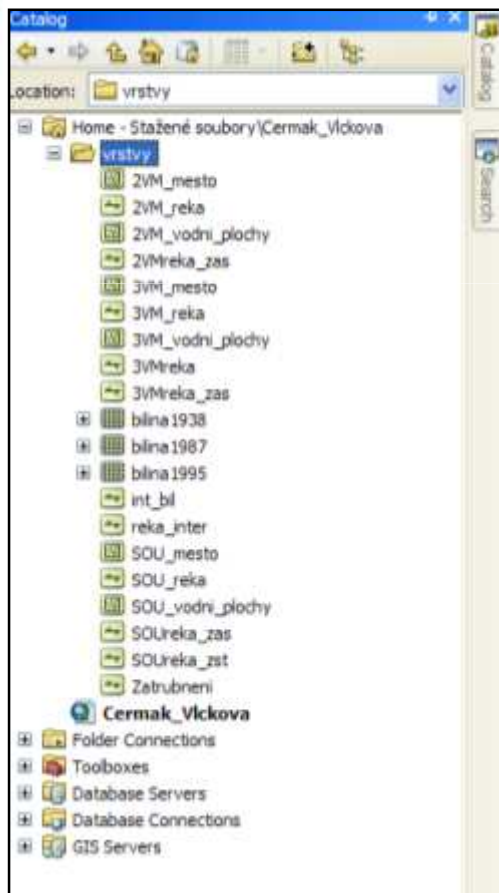 Catalog
Location: vrstvy
Home - Stažené soubory\Cermak_Vlckova
vrstvy
2VM_mesto
2VM_reka
2VM_vodni_plochy
2VMreka_zas
3VM_mesto
3VM_reka
3VM_vodni_plochy
3VMreka
3VMreka_zas
bilina1938
bilina1987
bilina1995
int_bil
reka_inter
SOU_mesto
SOU_reka
SOU_vodni_plochy
SOUreka_zas
SOUreka_zst
Zatrubneni
Cermak_Vlckova
Folder Connections
Toolboxes
Database Servers
Database Connections
GIS Servers
Catalog
Search